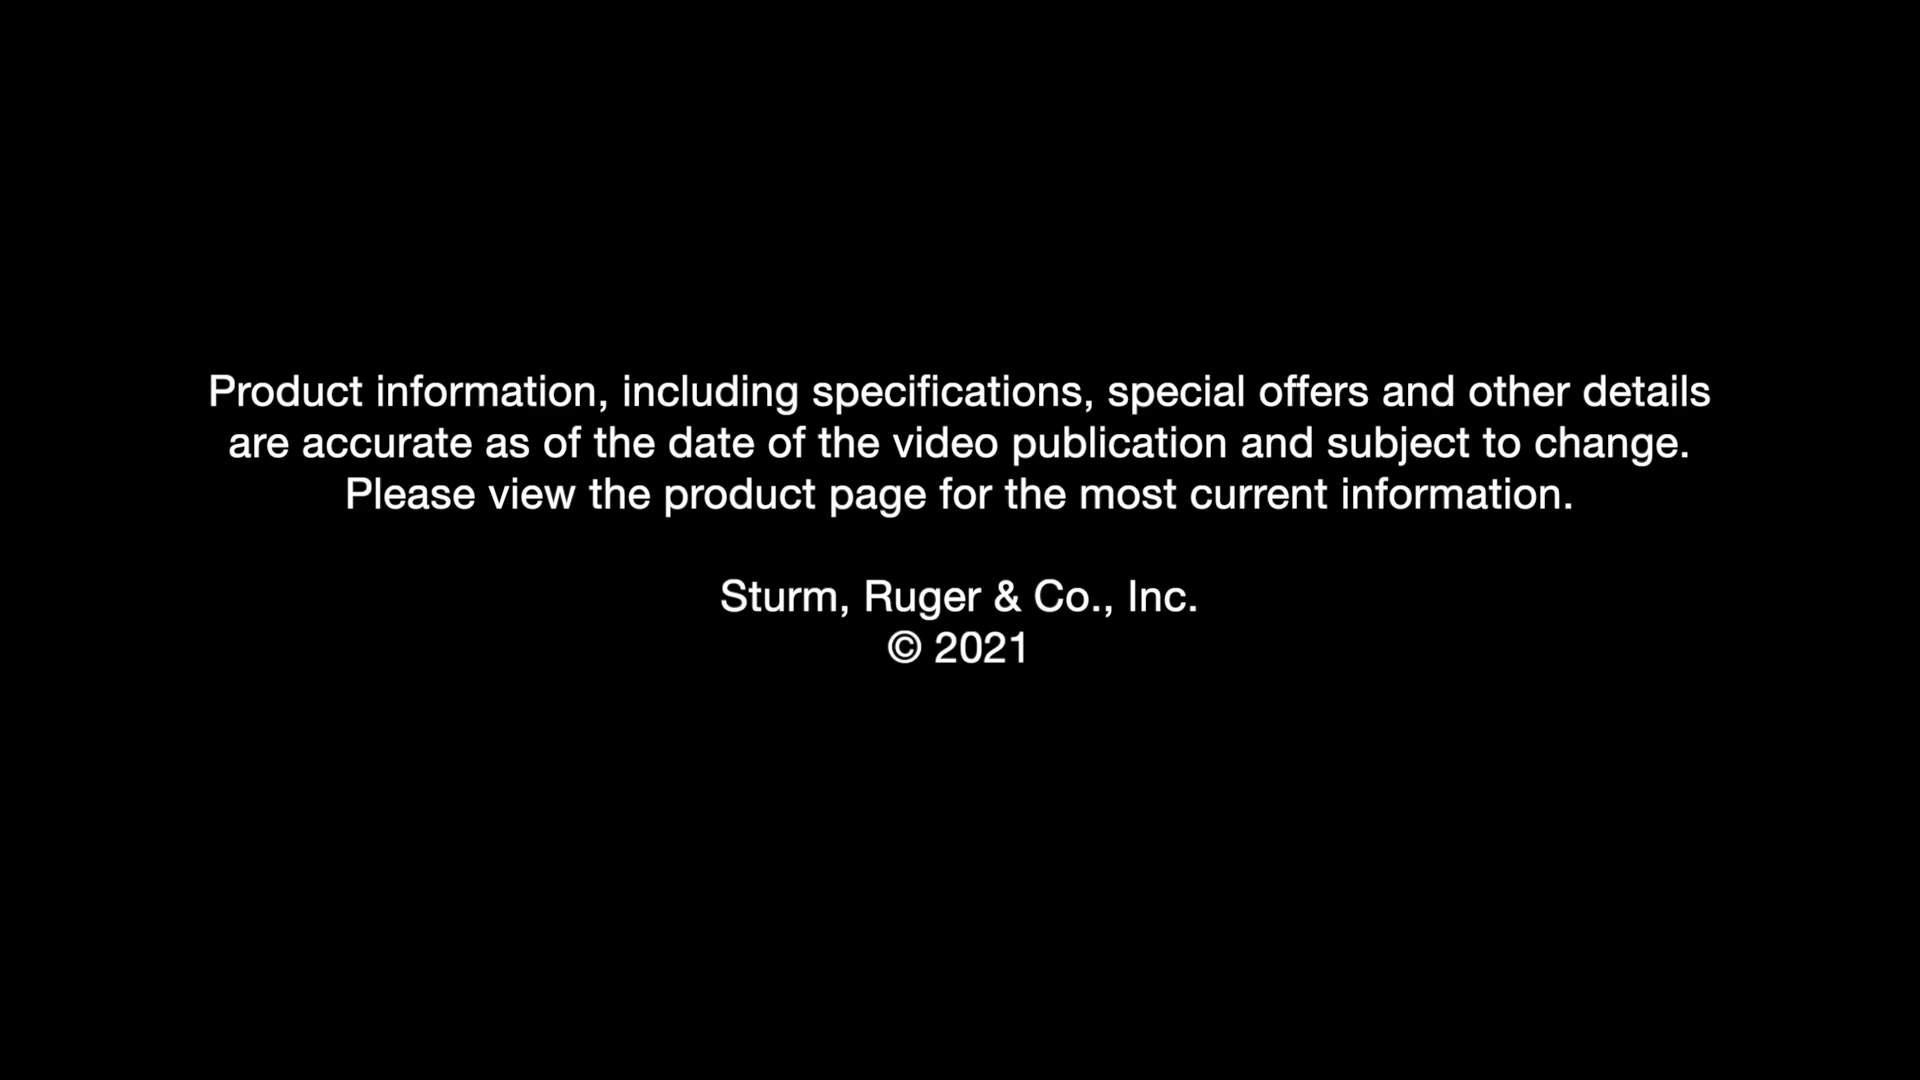 Product information, including specifications, special offers and other details
are accurate as of the date of the video publication and subject to change.
Please view the product page for the most current information.
Sturm, Ruger & Co., Inc.
© 2021